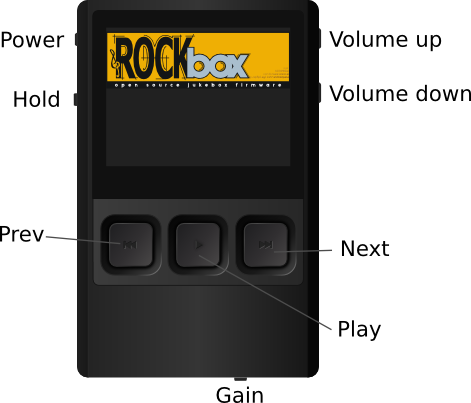 Power
Volume up
ROCKbox
open source jukebox firmware
Hold
Volume down
Prev
Next
Play
Gain